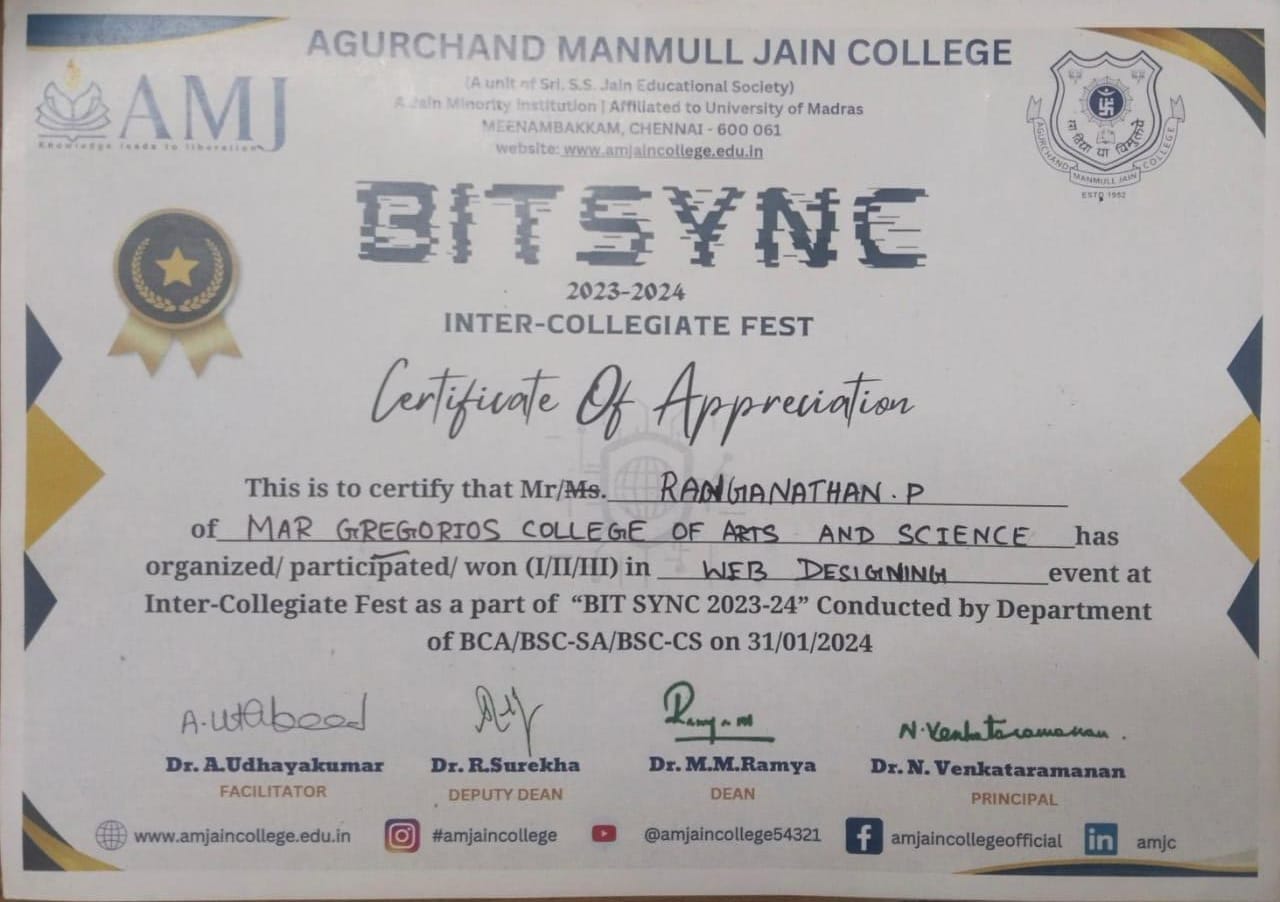 AGURCHAND MANMULL JAIN COLLEGE
(A unit of Sri. S.S. Jain Educational Society)
A Jain Minority Institution | Affiliated to University of Madras
MEENAMBAKKAM, CHENNAI - 600 061
website: www.amjaincollege.edu.in
AMJ
Knowledge leads to liberation
सा विद्या या विमुक्तये
AGURCHAND MANMULL JAIN COLLEGE
ESTD 1952
BITSYNC
2023-2024
INTER-COLLEGIATE FEST
Certificate Of Appreciation
This is to certify that Mr/Ms. RANGANATHAN. P
of MAR GREGORIOS COLLEGE OF ARTS AND SCIENCE has
organized/ participated/ won (I/II/III) in WEB DESIGNING event at
Inter-Collegiate Fest as a part of “BIT SYNC 2023-24” Conducted by Department
of BCA/BSC-SA/BSC-CS on 31/01/2024
Ramya M N. Venkataramanan.
Dr. A.Udhayakumar Dr. R.Surekha Dr. M.M.Ramya Dr. N. Venkataramanan
FACILITATOR DEPUTY DEAN DEAN PRINCIPAL
www.amjaincollege.edu.in #amjaincollege @amjaincollege54321 amjaincollegeofficial in amjc